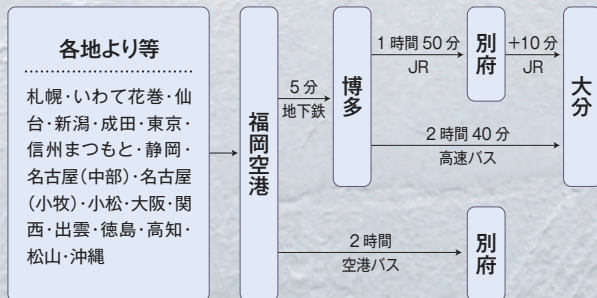 各地より等
札幌・いわて花巻・仙
台・新潟・成田・東京・
信州まつもと・静岡・
名古屋(中部)・名古屋
(小牧)・小松・大阪・関
西・出雲・徳島・高知・
松山・沖縄
福岡空港
5分
地下鉄
博多
1時間50分
JR
別府
+10分
JR
大分
2時間40分
高速バス
2時間
空港バス
別府